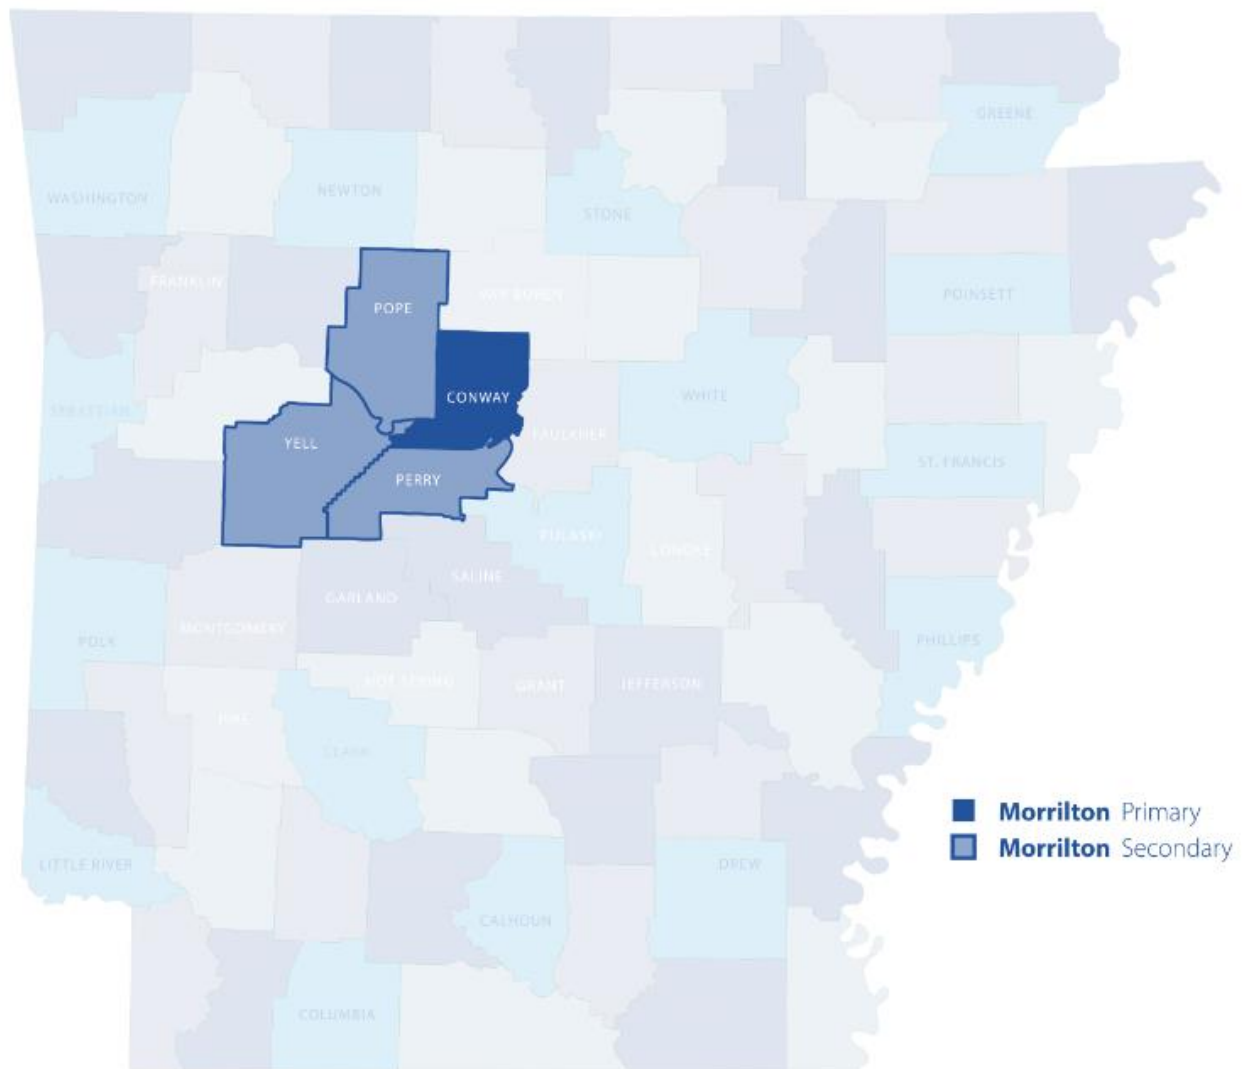 GREENE
WASHINGTON
NEWTON
STONE
FRANKLIN
VAN BUREN
POINSETT
POPE
CONWAY
WHITE
SEBASTIAN
FAULKNER
YELL
ST. FRANCIS
PERRY
PULASKI
LONOKE
SALINE
GARLAND
MONTGOMERY
POLK
PHILLIPS
HOT SPRING
GRANT
JEFFERSON
PIKE
CLARK
Morrilton Primary
Morrilton Secondary
LITTLE RIVER
DREW
CALHOUN
COLUMBIA